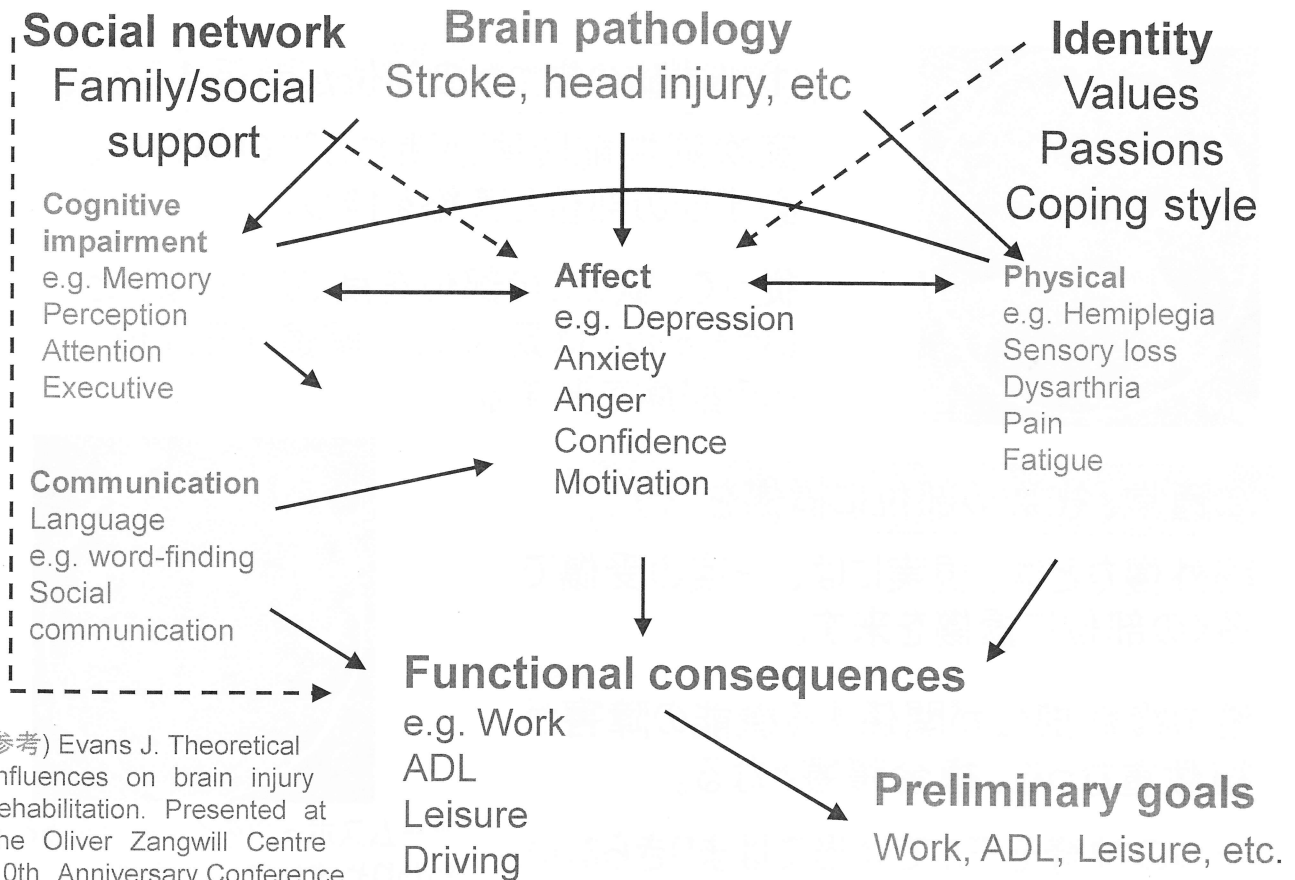 Social network
Family/social
support
Brain pathology
Stroke, head injury, etc
Identity
Values
Passions
Coping style
Cognitive
impairment
e.g. Memory
Perception
Attention
Executive
Affect
e.g. Depression
Anxiety
Anger
Confidence
Motivation
Physical
e.g. Hemiplegia
Sensory loss
Dysarthria
Pain
Fatigue
Communication
Language
e.g. word-finding
Social
communication
Functional consequences
e.g. Work
ADL
Leisure
Driving
Preliminary goals
Work, ADL, Leisure, etc.
参考) Evans J. Theoretical
nfluences on brain injury
ehabilitation. Presented at
he Oliver Zangwill Centre
0th Anniversary Conference